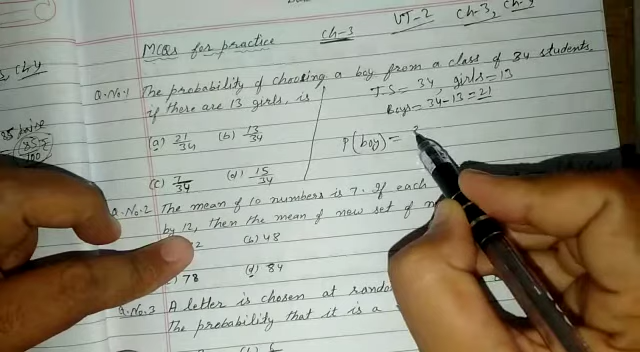 VT-2 ch-3,
MCQs for practice ch-3
Q.No.1 The probability of choosing a boy from a class of 34 students,
if there are 13 girls, is
T.S = 34, girls = 13
Boys = 34-13 = 21
(a) 21/34 (b) 13/34
P(boy) =
(c) 7/34 (d) 15/34
Q.No.2 The mean of 10 numbers is 7. If each
by 12, then the mean of new set of
(b) 48
78 (d) 84
Q.No.3 A letter is chosen at
The probability that it is a